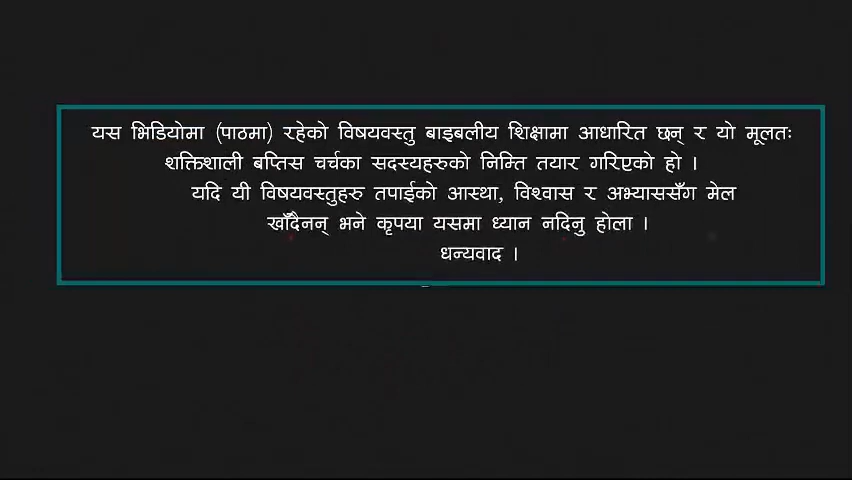 यस भिडियोमा (पाठमा) रहेको विषयवस्तु बाइबलीय शिक्षामा आधारित छन् र यो मूलतः
शक्तिशाली बप्तिस चर्चका सदस्यहरुको निम्ति तयार गरिएको हो ।
यदि यी विषयवस्तुहरु तपाईको आस्था, विश्वास र अभ्याससँग मेल
खाँदैनन् भने कृपया यसमा ध्यान नदिनु होला ।
धन्यवाद ।